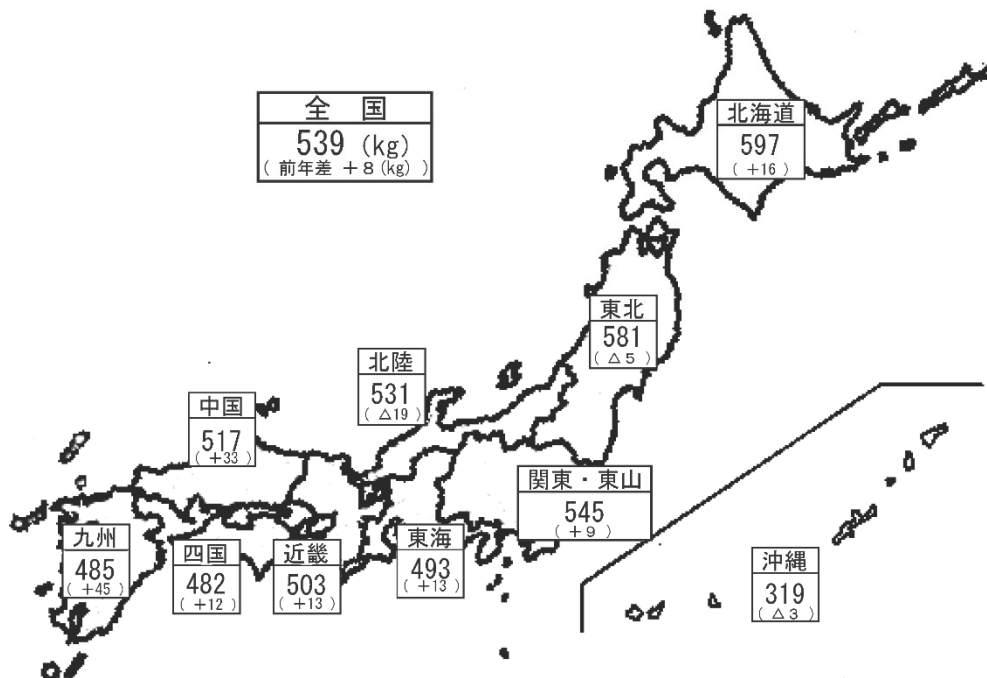 全 国
539 (kg)
( 前年差 +8 (kg) )
北海道
597
( +16 )
東北
581
( △5 )
北陸
531
( △19 )
中国
517
( +33 )
関東・東山
545
( +9 )
九州
485
( +45 )
四国
482
( +12 )
近畿
503
( +13 )
東海
493
( +13 )
沖縄
319
( △3 )